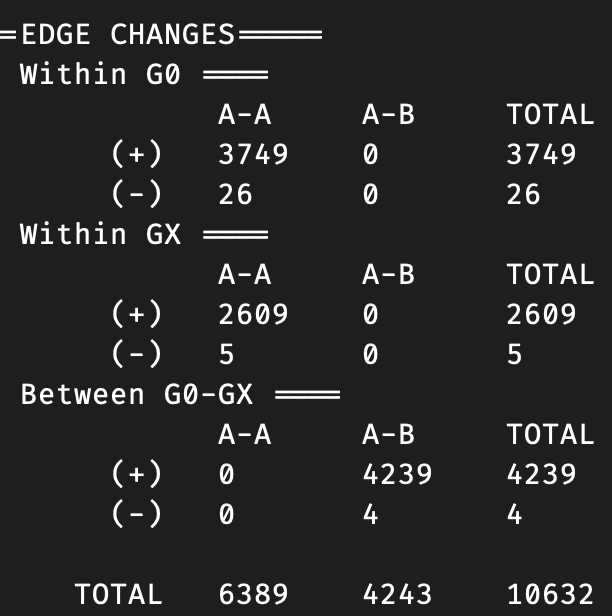 =EDGE CHANGES=====
Within G0 ====
A-A A-B TOTAL
(+) 3749 0 3749
(-) 26 0 26
Within GX ====
A-A A-B TOTAL
(+) 2609 0 2609
(-) 5 0 5
Between G0-GX ====
A-A A-B TOTAL
(+) 0 4239 4239
(-) 0 4 4
TOTAL 6389 4243 10632